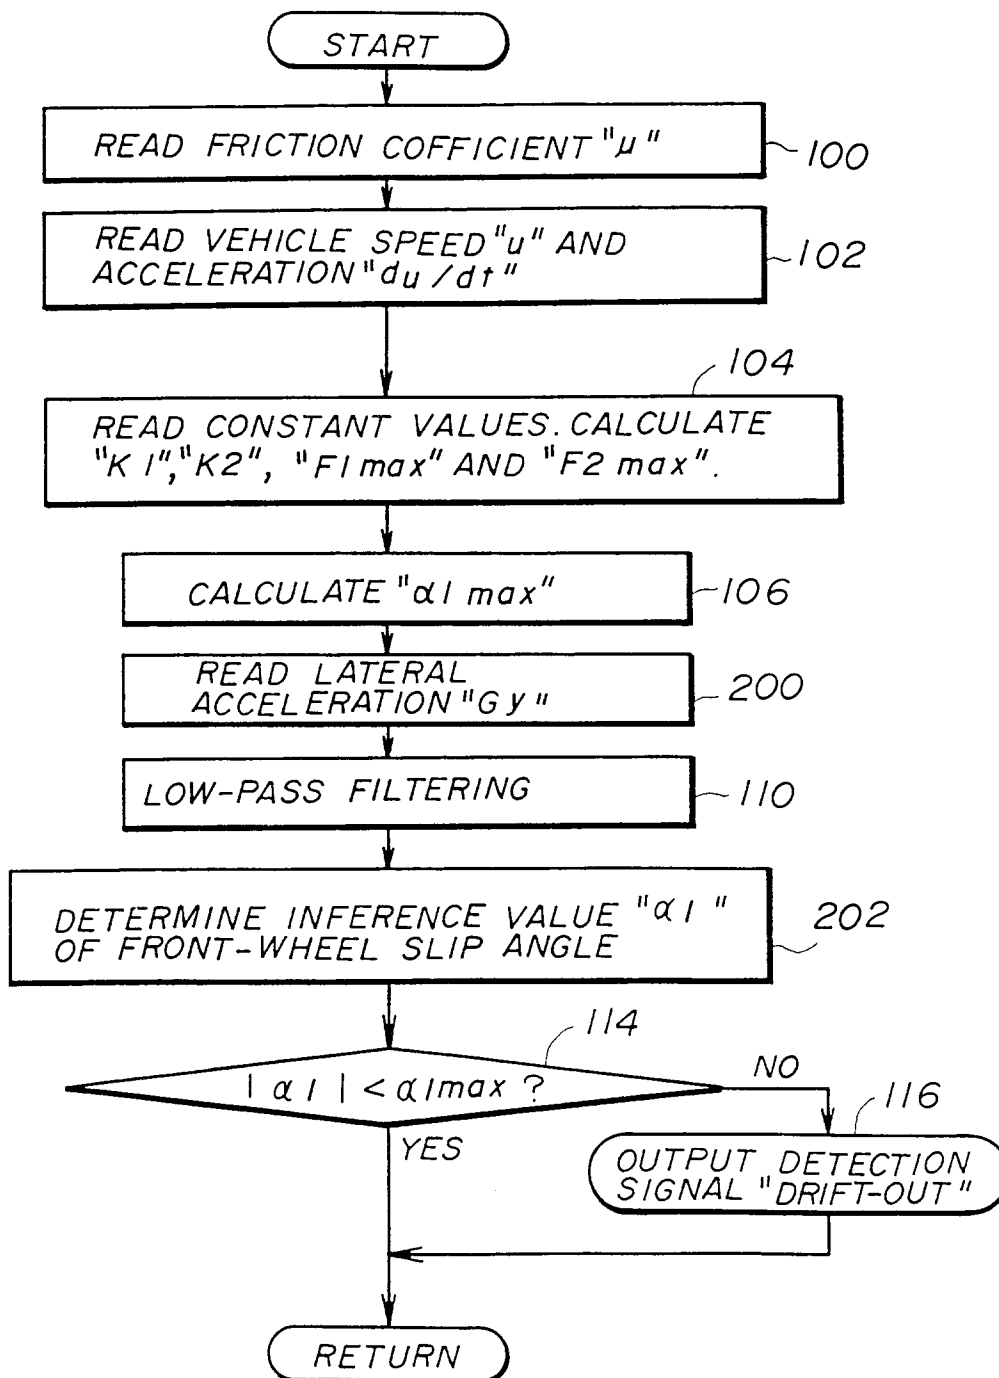 START
READ FRICTION COFFICIENT "μ"
100
READ VEHICLE SPEED "u" AND
ACCELERATION "du/dt"
102
104
READ CONSTANT VALUES. CALCULATE
"K1", "K2", "F1max" AND "F2max".
CALCULATE "α1max"
106
READ LATERAL
ACCELERATION "Gy"
200
LOW-PASS FILTERING
110
DETERMINE INFERENCE VALUE "α1"
OF FRONT-WHEEL SLIP ANGLE
202
114
|α1| < α1max ?
NO
YES
116
OUTPUT DETECTION
SIGNAL "DRIFT-OUT"
RETURN